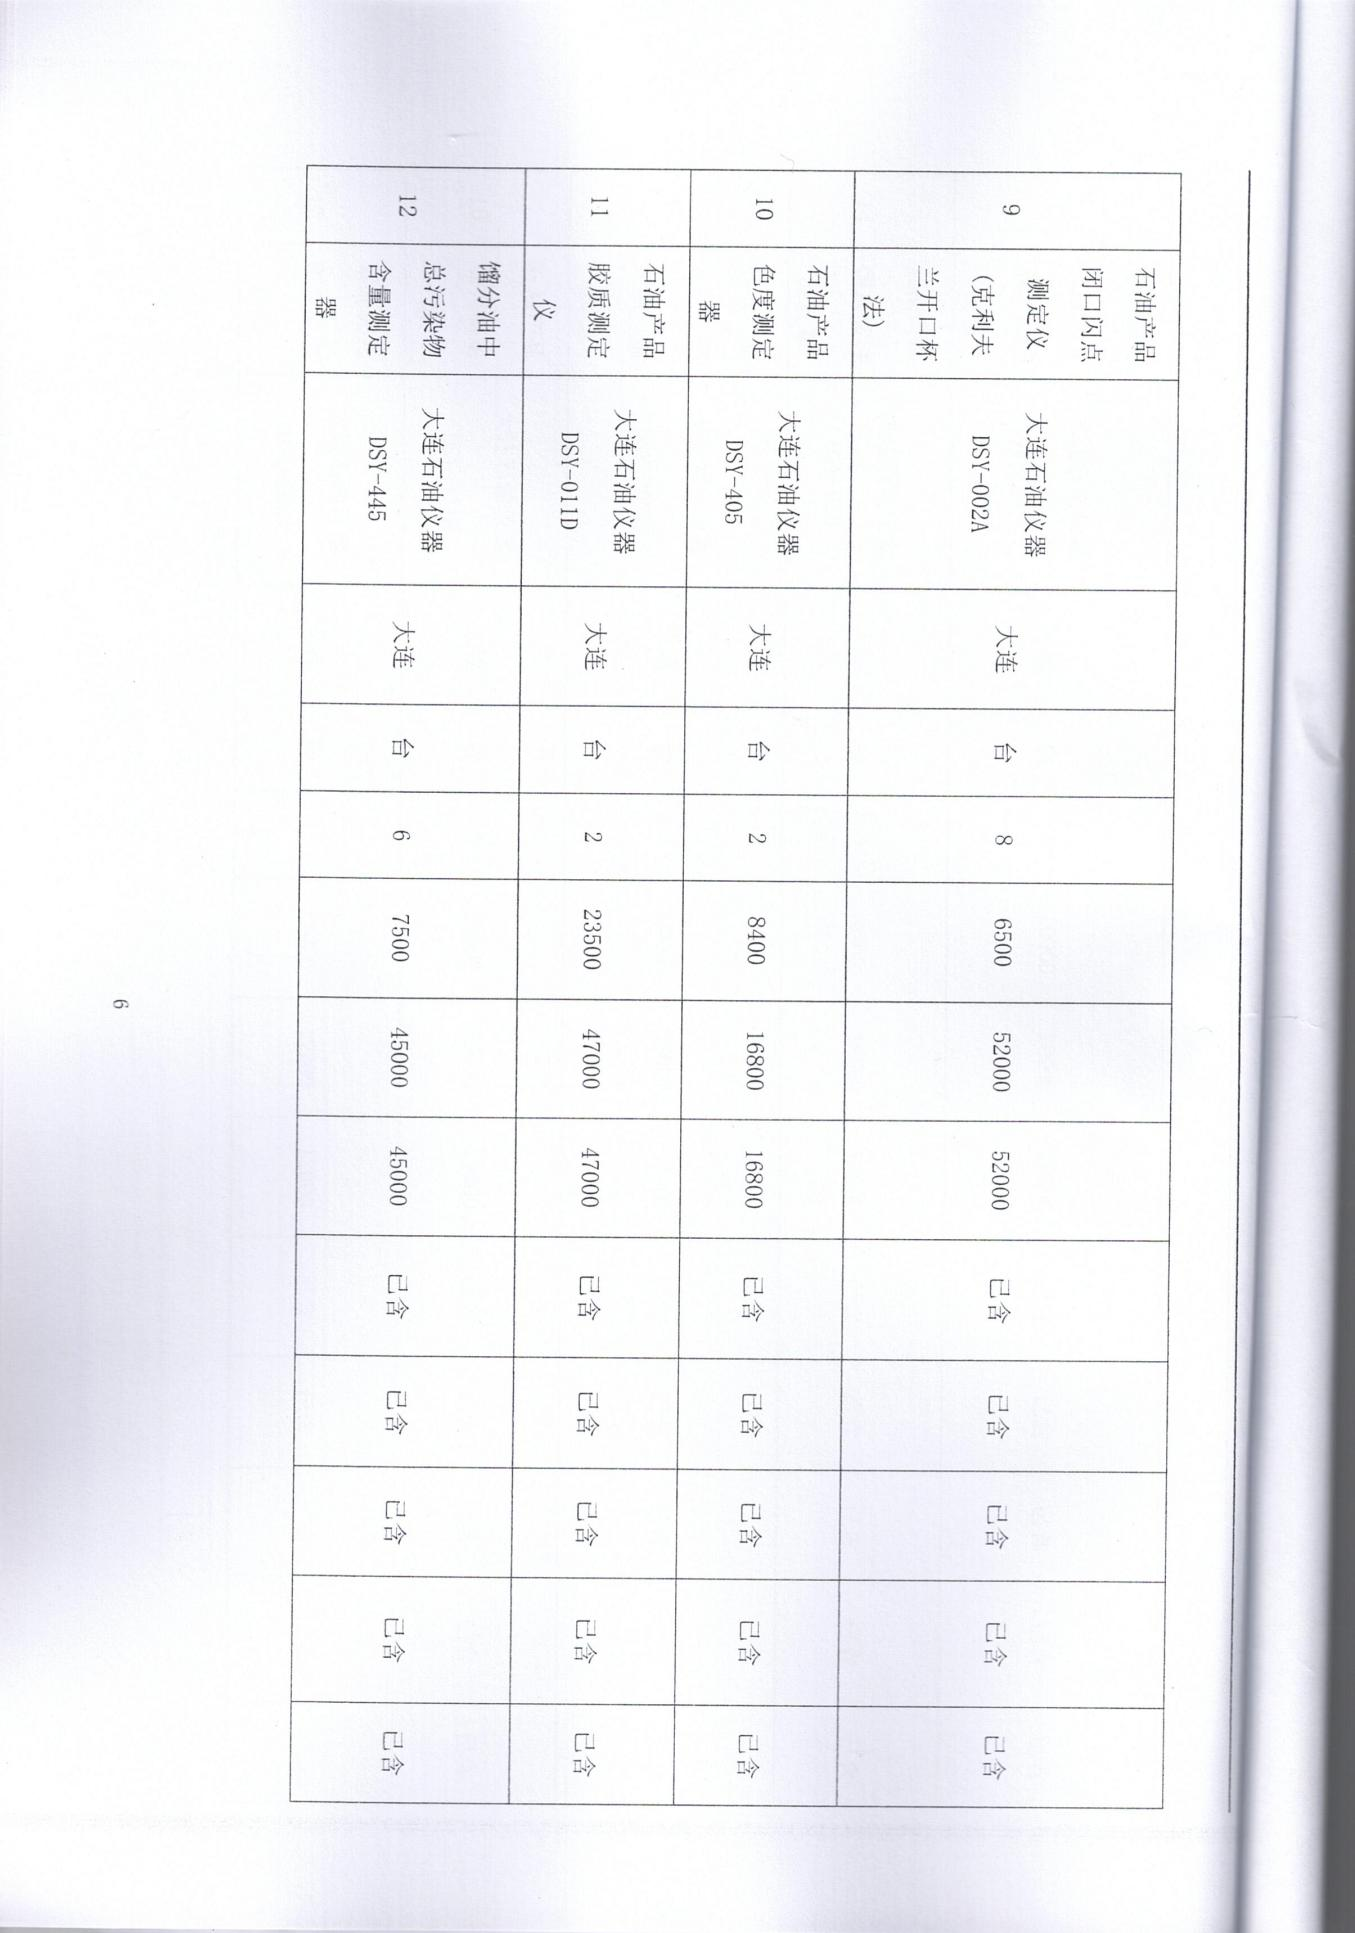 9
石油产品
闭口闪点
测定仪
(克利夫
兰开口杯
法)
大连石油仪器
DSY-002A
大连
台
8
6500
52000
52000
已含
已含
已含
已含
已含
10
石油产品
色度测定
器
大连石油仪器
DSY-405
大连
台
2
8400
16800
16800
已含
已含
已含
已含
已含
11
石油产品
胶质测定
仪
大连石油仪器
DSY-011D
大连
台
2
23500
47000
47000
已含
已含
已含
已含
已含
12
馏分油中
总污染物
含量测定
器
大连石油仪器
DSY-445
大连
台
6
7500
45000
45000
已含
已含
已含
已含
已含
6